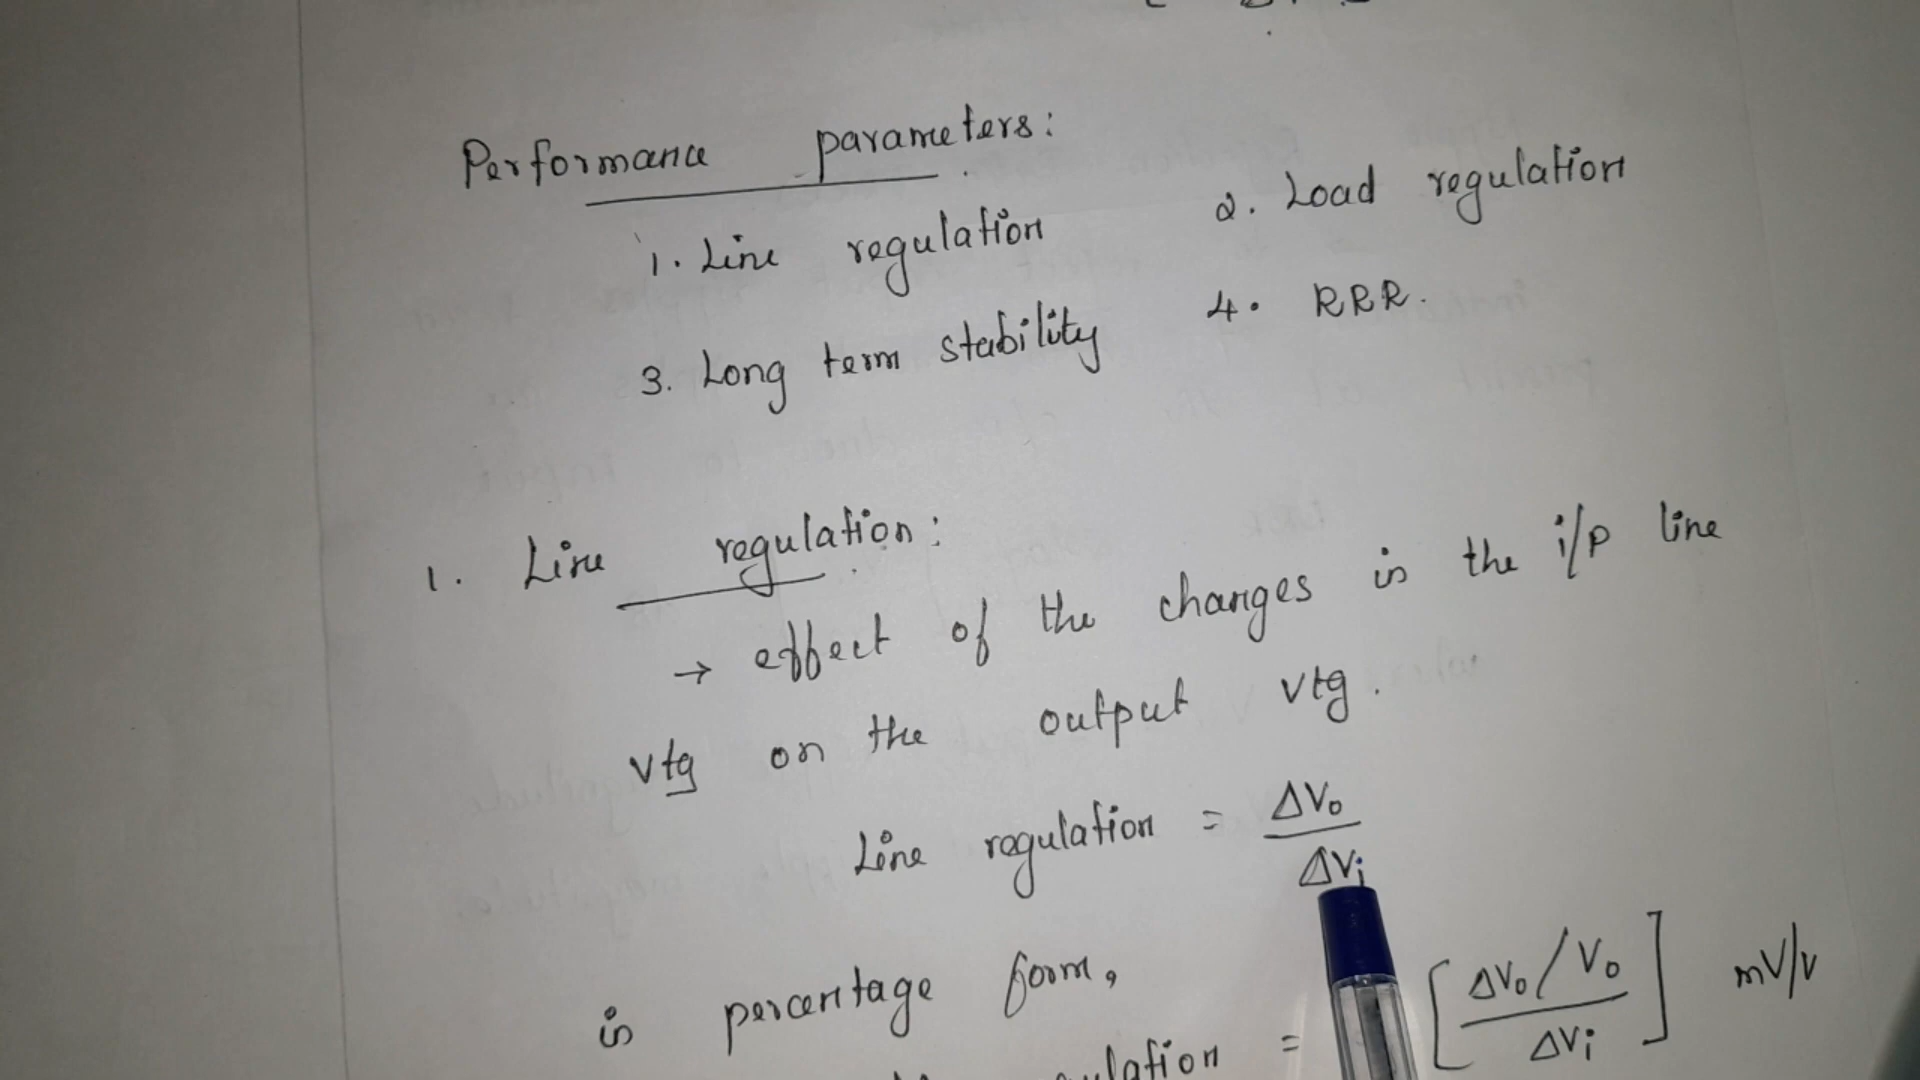 Performance parameters:
1. Line regulation 2. Load regulation
3. Long term stability 4. RRR.
1. Line regulation:
→ effect of the changes in the i/p line
vtg on the output vtg.
Line regulation = ΔVo / ΔVi
in percentage form,
= [ΔVo/Vo / ΔVi] mV/V